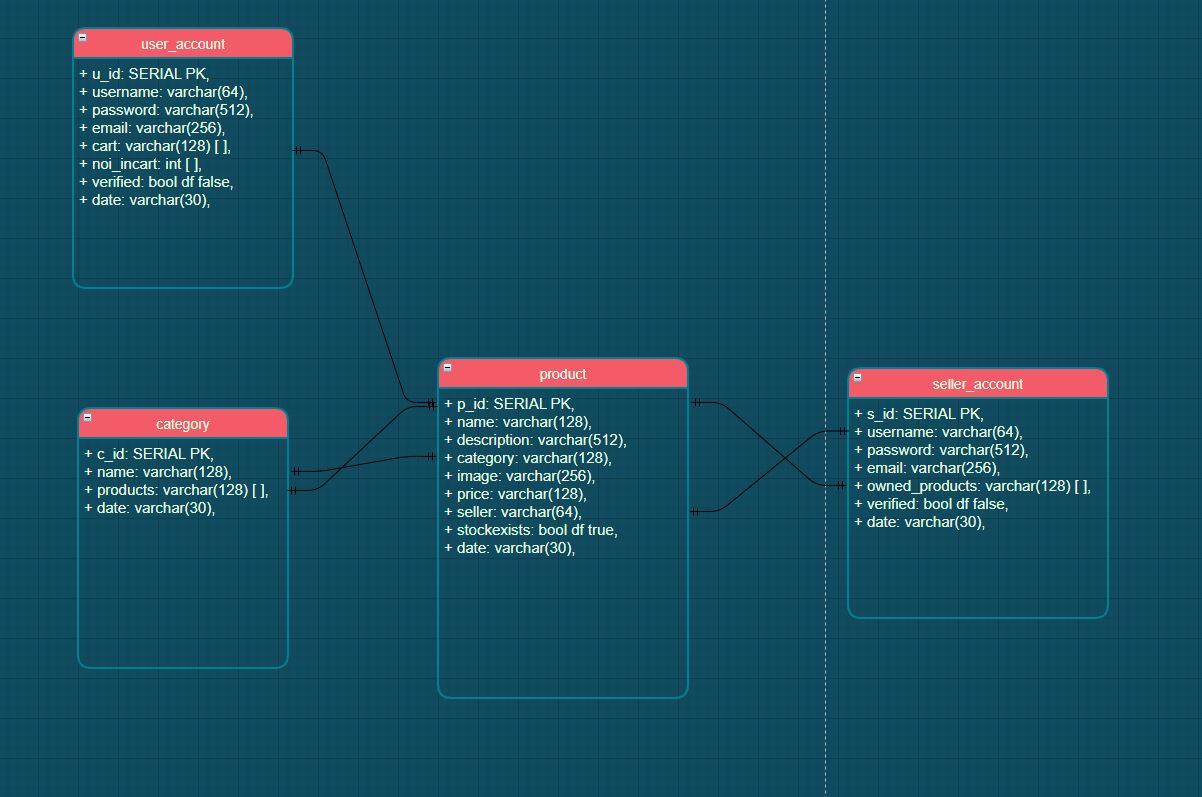 user_account
+ u_id: SERIAL PK,
+ username: varchar(64),
+ password: varchar(512),
+ email: varchar(256),
+ cart: varchar(128) [ ],
+ noi_incart: int [ ],
+ verified: bool df false,
+ date: varchar(30),
category
+ c_id: SERIAL PK,
+ name: varchar(128),
+ products: varchar(128) [ ],
+ date: varchar(30),
product
+ p_id: SERIAL PK,
+ name: varchar(128),
+ description: varchar(512),
+ category: varchar(128),
+ image: varchar(256),
+ price: varchar(128),
+ seller: varchar(64),
+ stockexists: bool df true,
+ date: varchar(30),
seller_account
+ s_id: SERIAL PK,
+ username: varchar(64),
+ password: varchar(512),
+ email: varchar(256),
+ owned_products: varchar(128) [ ],
+ verified: bool df false,
+ date: varchar(30),